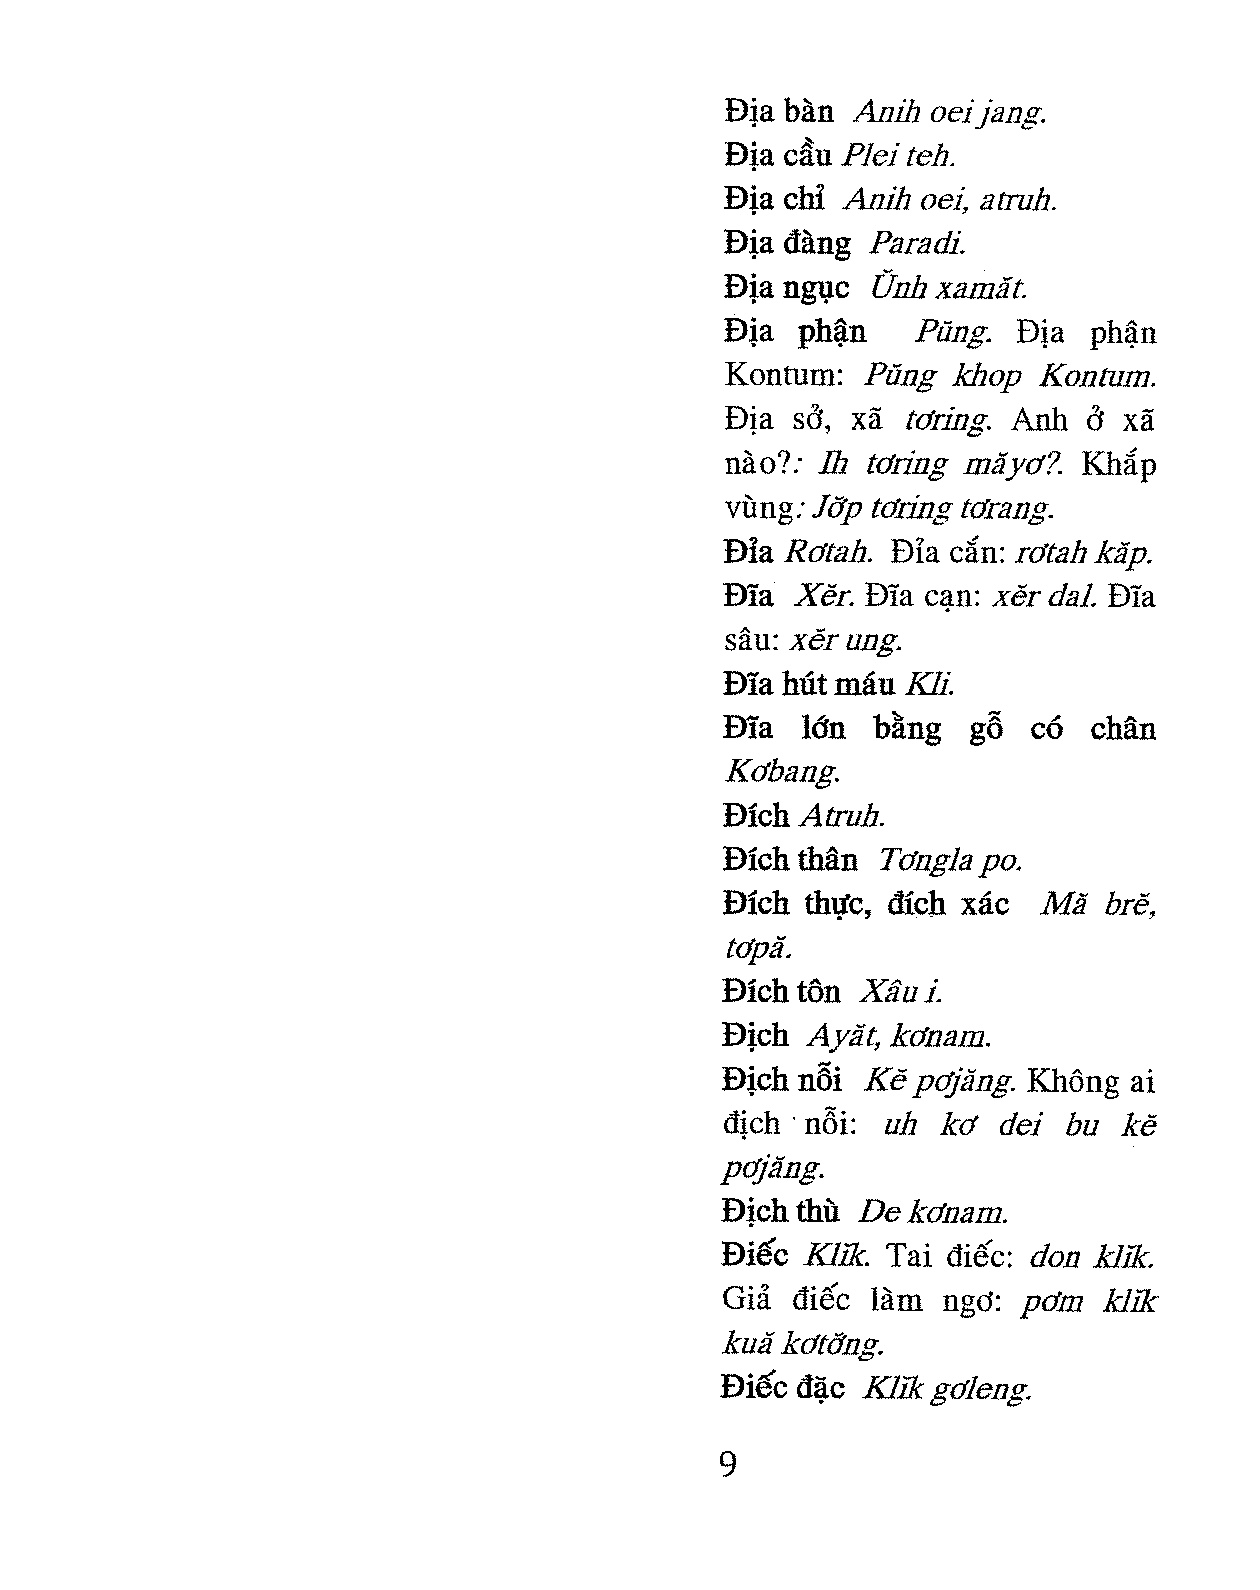 Địa bàn Anih oei jang.
Địa cầu Plei teh.
Địa chỉ Anih oei, atruh.
Địa đàng Paradi.
Địa ngục Ŭnh xamăt.
Địa phận Pŭng. Địa phận
Kontum: Pŭng khop Kontum.
Địa sở, xã tơring. Anh ở xã
nào?: Ih tơring măyơ?. Khắp
vùng: Jơ̆p tơring tơrang.
Đỉa Rơtah. Đỉa cắn: rơtah kăp.
Đĩa Xĕr. Đĩa cạn: xĕr dal. Đĩa
sâu: xĕr ung.
Đĩa hút máu Kli.
Đĩa lớn bằng gỗ có chân
Kơbang.
Đích Atruh.
Đích thân Tơngla po.
Đích thực, đích xác Mă brĕ,
tơpă.
Đích tôn Xâu i.
Địch Ayăt, kơnam.
Địch nỗi Kĕ pơjăng. Không ai
địch nỗi: uh kơ dei bu kĕ
pơjăng.
Địch thù De kơnam.
Điếc Klĭk. Tai điếc: don klĭk.
Giả điếc làm ngơ: pơm klĭk
kuă kơtơ̆ng.
Điếc đặc Klĭk gơleng.
9